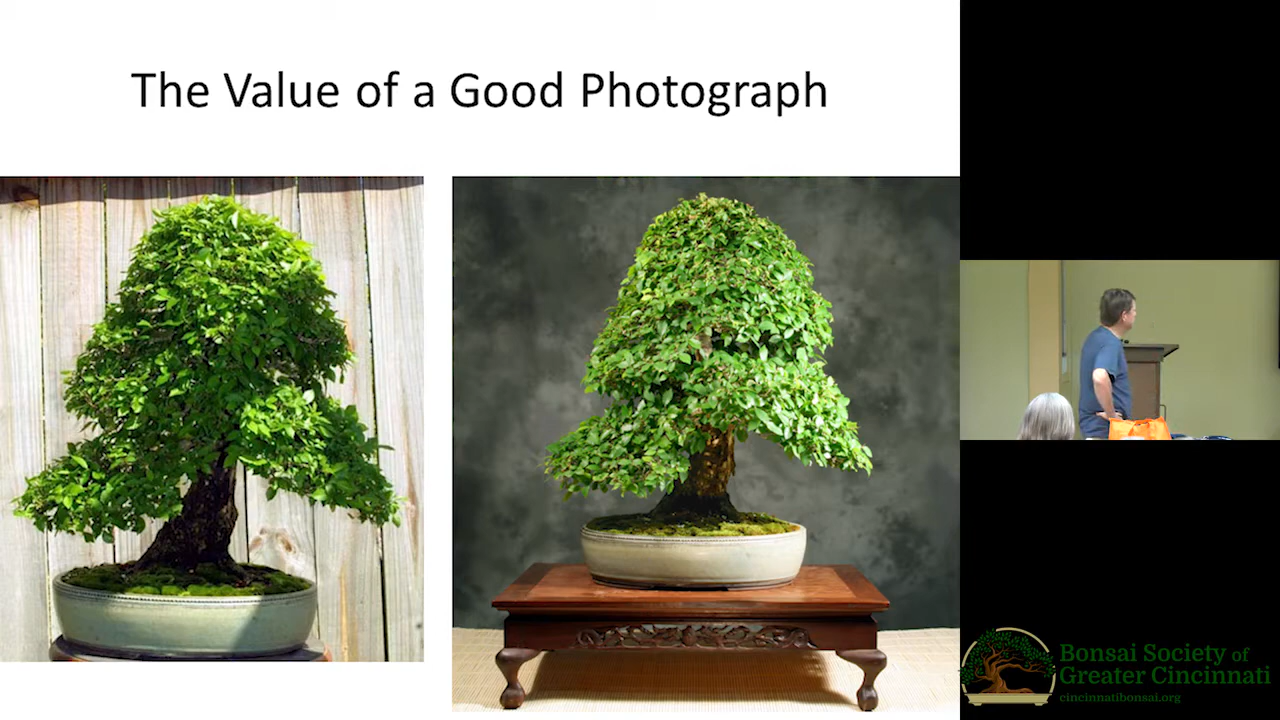 The Value of a Good Photograph
Bonsai Society of
Greater Cincinnati
cincinnatibonsai.org